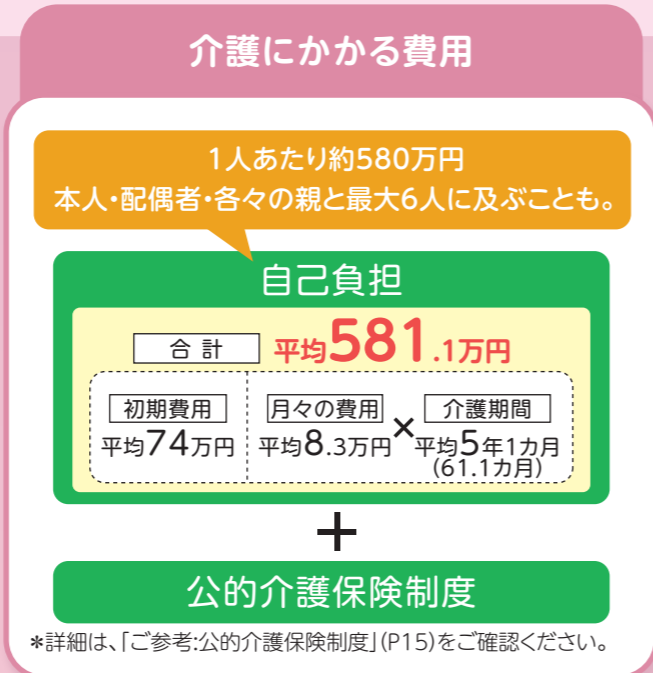 介護にかかる費用
1人あたり約580万円
本人・配偶者・各々の親と最大6人に及ぶことも。
自己負担
合計 平均581.1万円
初期費用 月々の費用 介護期間
平均74万円 平均8.3万円 × 平均5年1カ月
(61.1カ月)
+
公的介護保険制度
*詳細は、「ご参考:公的介護保険制度」(P15)をご確認ください。